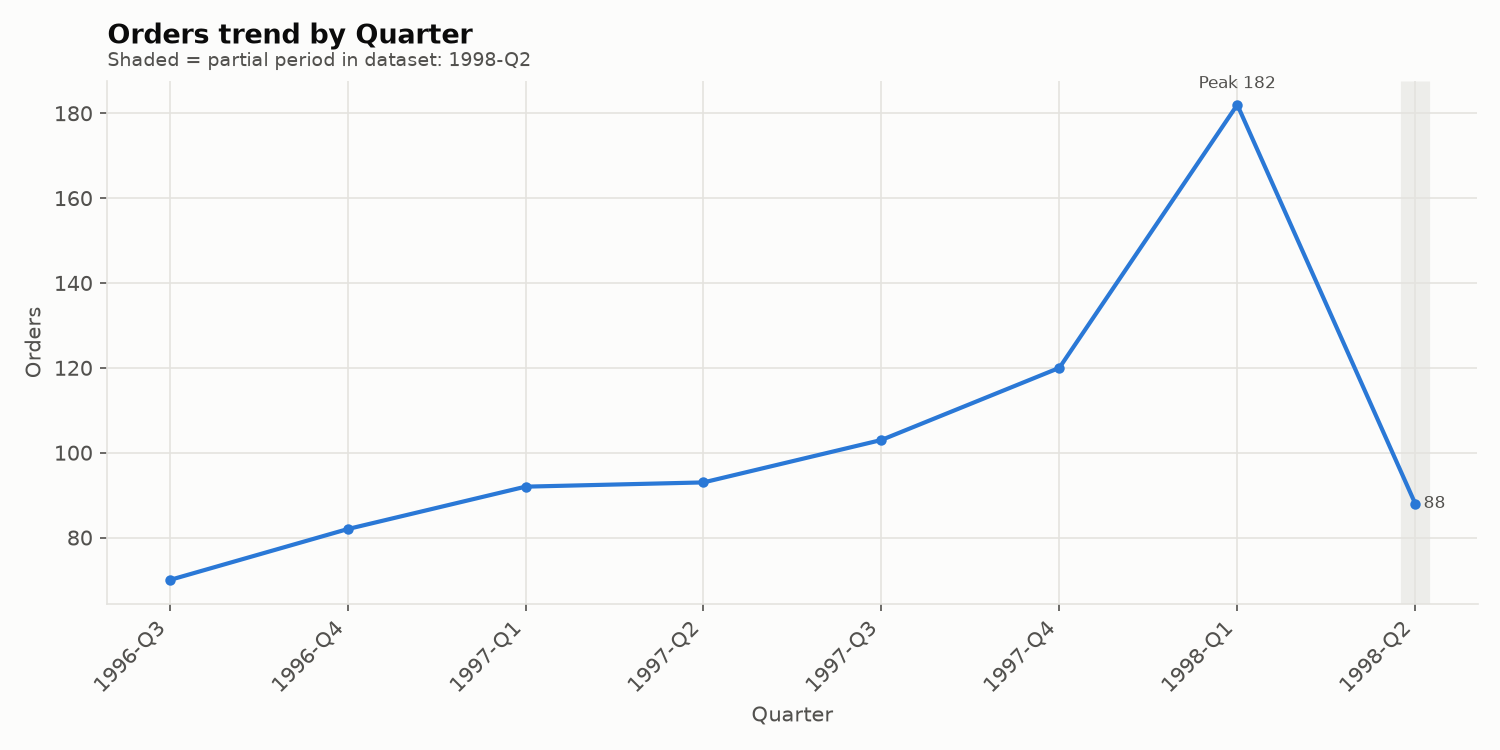 Orders trend by Quarter
Shaded = partial period in dataset: 1998-Q2
Peak 182
180
160
140
120
100
80
88
Orders
1996-Q3
1996-Q4
1997-Q1
1997-Q2
1997-Q3
1997-Q4
1998-Q1
1998-Q2
Quarter